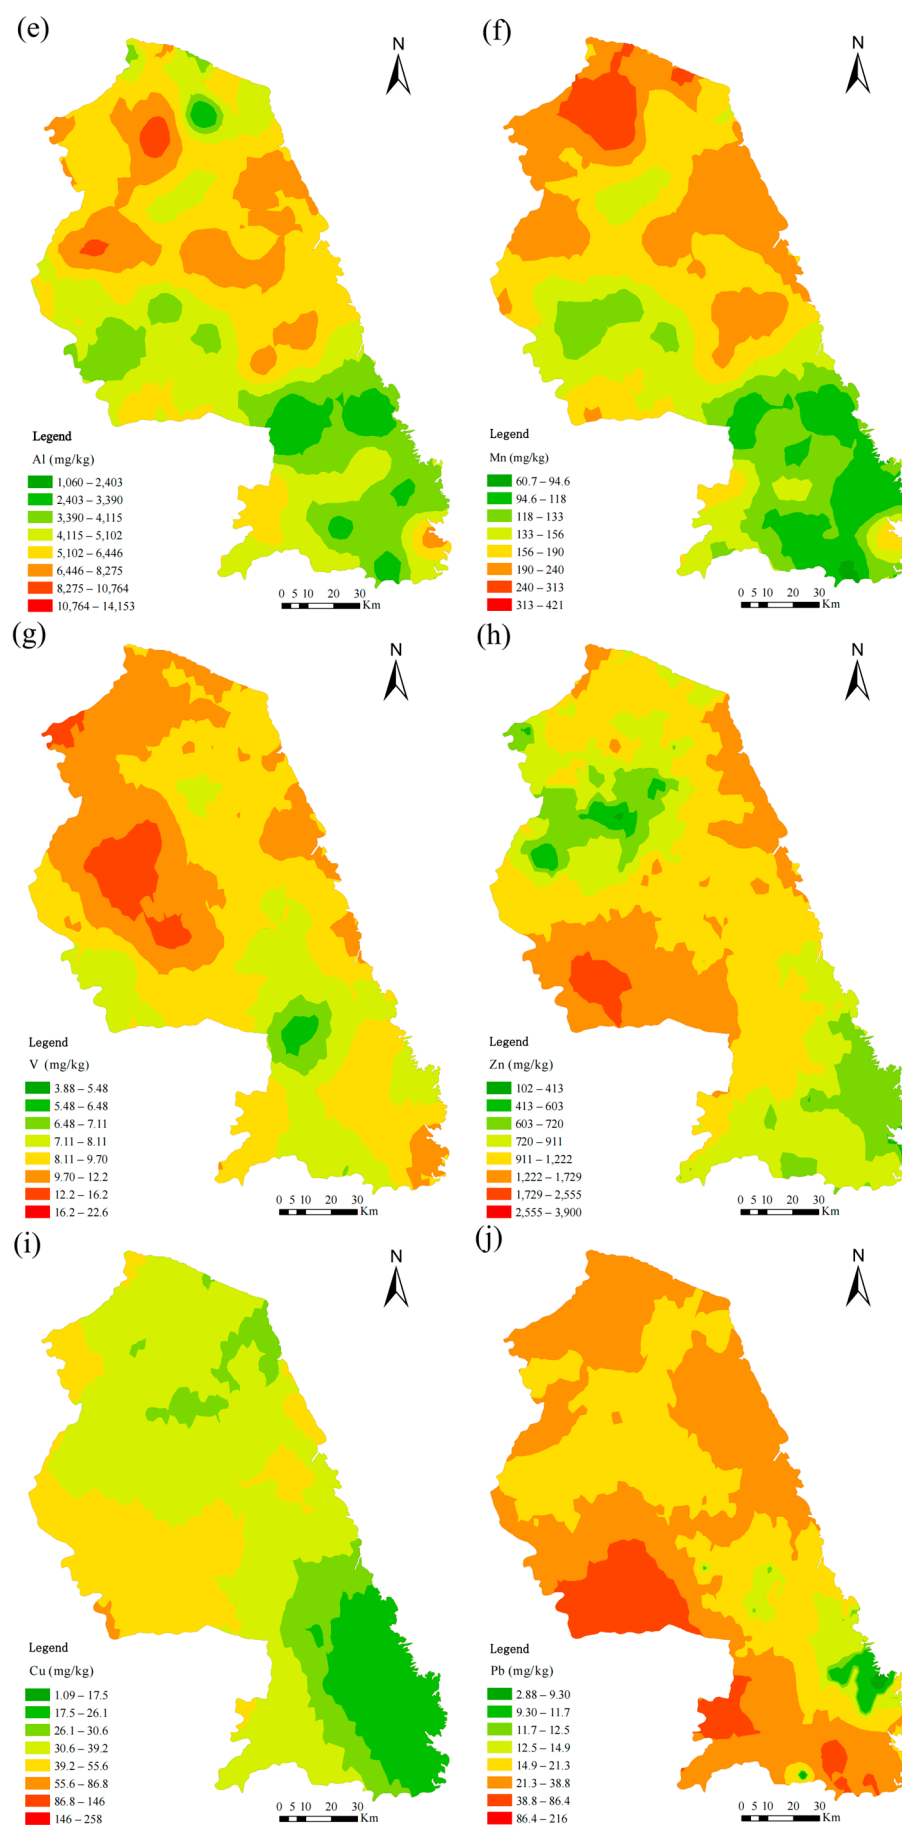 (e)
N
Legend
Al (mg/kg)
1,060 – 2,403
2,403 – 3,390
3,390 – 4,115
4,115 – 5,102
5,102 – 6,446
6,446 – 8,275
8,275 – 10,764
10,764 – 14,153
0 5 10 20 30
Km
(f)
N
Legend
Mn (mg/kg)
60.7 – 94.6
94.6 – 118
118 – 133
133 – 156
156 – 190
190 – 240
240 – 313
313 – 421
0 5 10 20 30
Km
(g)
N
Legend
V (mg/kg)
3.88 – 5.48
5.48 – 6.48
6.48 – 7.11
7.11 – 8.11
8.11 – 9.70
9.70 – 12.2
12.2 – 16.2
16.2 – 22.6
0 5 10 20 30
Km
(h)
N
Legend
Zn (mg/kg)
102 – 413
413 – 603
603 – 720
720 – 911
911 – 1,222
1,222 – 1,729
1,729 – 2,555
2,555 – 3,900
0 5 10 20 30
Km
(i)
N
Legend
Cu (mg/kg)
1.09 – 17.5
17.5 – 26.1
26.1 – 30.6
30.6 – 39.2
39.2 – 55.6
55.6 – 86.8
86.8 – 146
146 – 258
0 5 10 20 30
Km
(j)
N
Legend
Pb (mg/kg)
2.88 – 9.30
9.30 – 11.7
11.7 – 12.5
12.5 – 14.9
14.9 – 21.3
21.3 – 38.8
38.8 – 86.4
86.4 – 216
0 5 10 20 30
Km